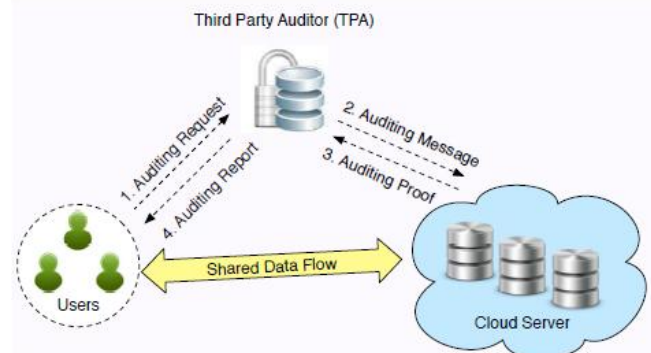 Third Party Auditor (TPA)
1. Auditing Request
4. Auditing Report
2. Auditing Message
3. Auditing Proof
Shared Data Flow
Users
Cloud Server